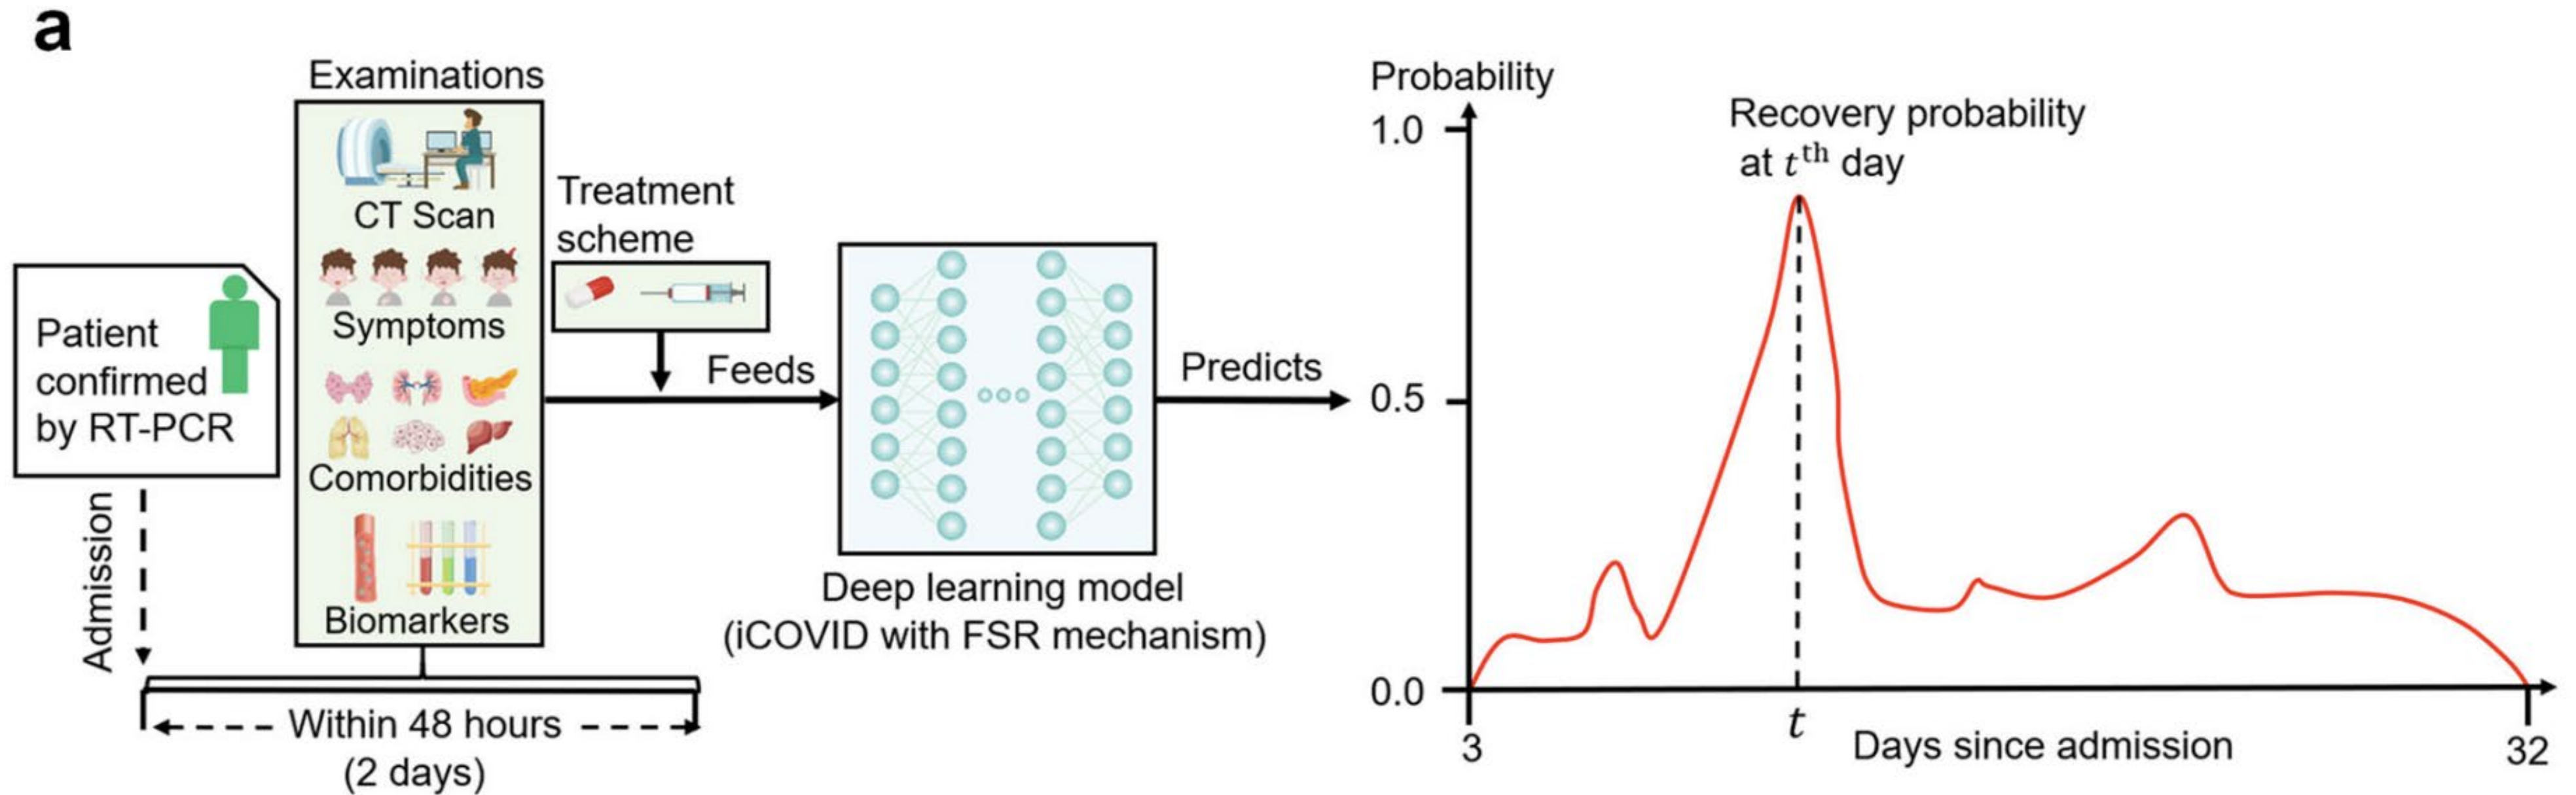 a
Patient
confirmed
by RT-PCR
Admission
Examinations
CT Scan
Symptoms
Comorbidities
Biomarkers
Within 48 hours
(2 days)
Treatment
scheme
Feeds
Deep learning model
(iCOVID with FSR mechanism)
Predicts
Probability
1.0
0.5
0.0
Recovery probability
at tᵗʰ day
3
t
Days since admission
32